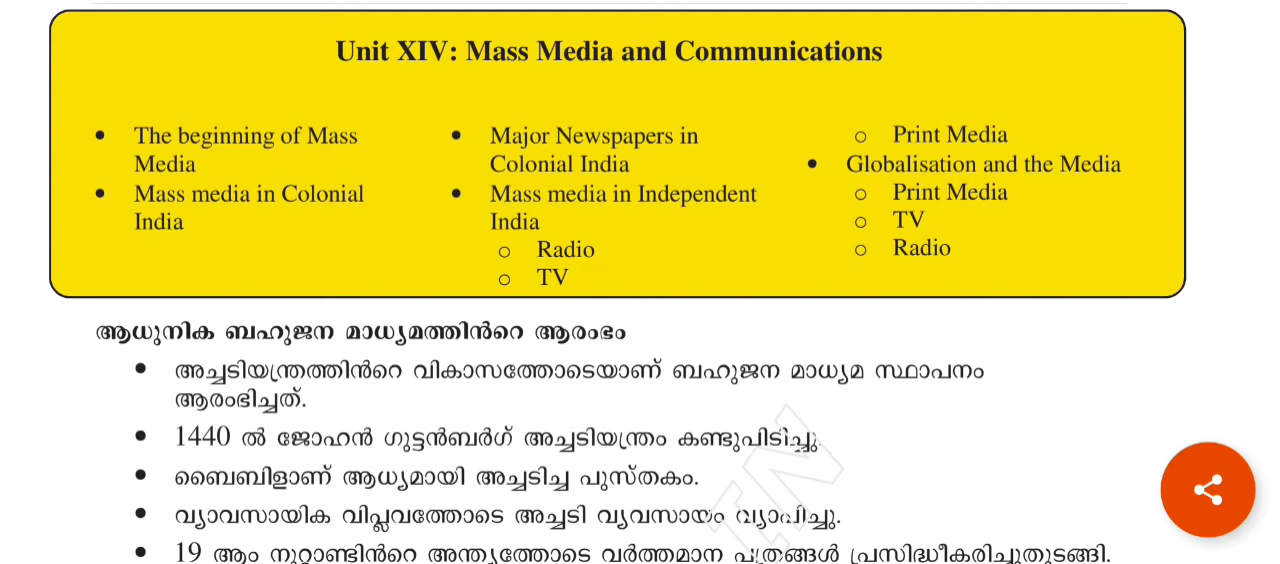 Unit XIV: Mass Media and Communications
• The beginning of Mass
Media
• Mass media in Colonial
India
• Major Newspapers in
Colonial India
• Mass media in Independent
India
o Radio
o TV
o Print Media
• Globalisation and the Media
o Print Media
o TV
o Radio
ആധുനിക ബഹുജന മാധ്യമത്തിൻറെ ആരംഭം
• അച്ചടിയന്ത്രത്തിൻറെ വികാസത്തോടെയാണ് ബഹുജന മാധ്യമ സ്ഥാപനം
ആരംഭിച്ചത്.
• 1440 ൽ ജോഹൻ ഗുട്ടൻബർഗ് അച്ചടിയന്ത്രം കണ്ടുപിടിച്ചു.
• ബൈബിളാണ് ആധ്യമായി അച്ചടിച്ച പുസ്തകം.
• വ്യാവസായിക വിപ്ലവത്തോടെ അച്ചടി വ്യവസായം വ്യാപിച്ചു.
• 19 ആം നൂറ്റാണ്ടിൻറെ അന്ത്യത്തോടെ വർത്തമാന പത്രങ്ങൾ പ്രസിദ്ധീകരിച്ചുതുടങ്ങി.
IN